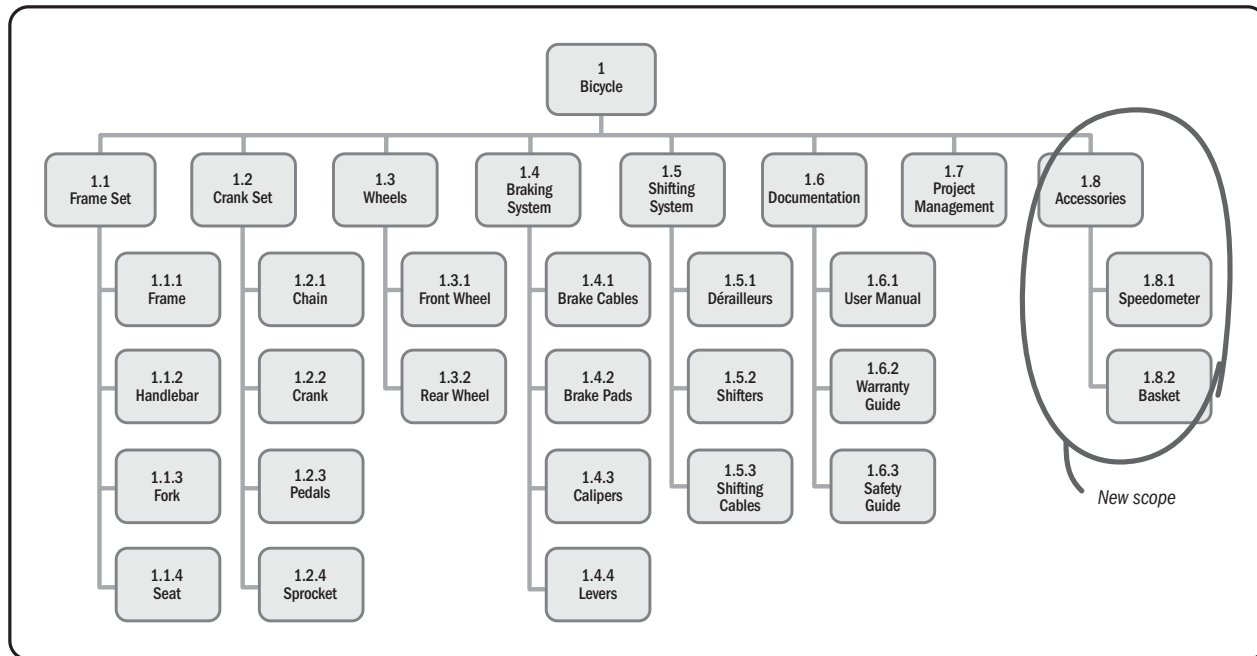 1
Bicycle
1.1
Frame Set
1.2
Crank Set
1.3
Wheels
1.4
Braking
System
1.5
Shifting
System
1.6
Documentation
1.7
Project
Management
1.8
Accessories
1.1.1
Frame
1.1.2
Handlebar
1.1.3
Fork
1.1.4
Seat
1.2.1
Chain
1.2.2
Crank
1.2.3
Pedals
1.2.4
Sprocket
1.3.1
Front Wheel
1.3.2
Rear Wheel
1.4.1
Brake Cables
1.4.2
Brake Pads
1.4.3
Calipers
1.4.4
Levers
1.5.1
Dérailleurs
1.5.2
Shifters
1.5.3
Shifting
Cables
1.6.1
User Manual
1.6.2
Warranty
Guide
1.6.3
Safety
Guide
1.8.1
Speedometer
1.8.2
Basket
New scope